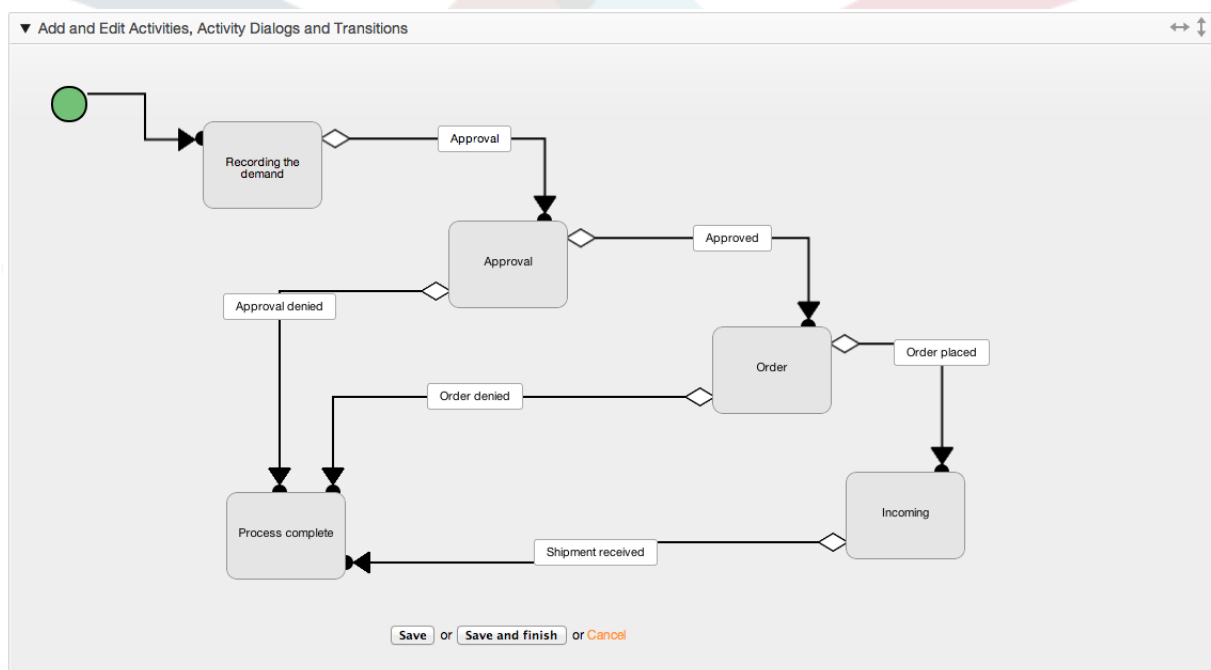 ▼ Add and Edit Activities, Activity Dialogs and Transitions
Approval
Recording the
demand
Approved
Approval
Approval denied
Order placed
Order
Order denied
Incoming
Process complete
Shipment received
Save or Save and finish or Cancel